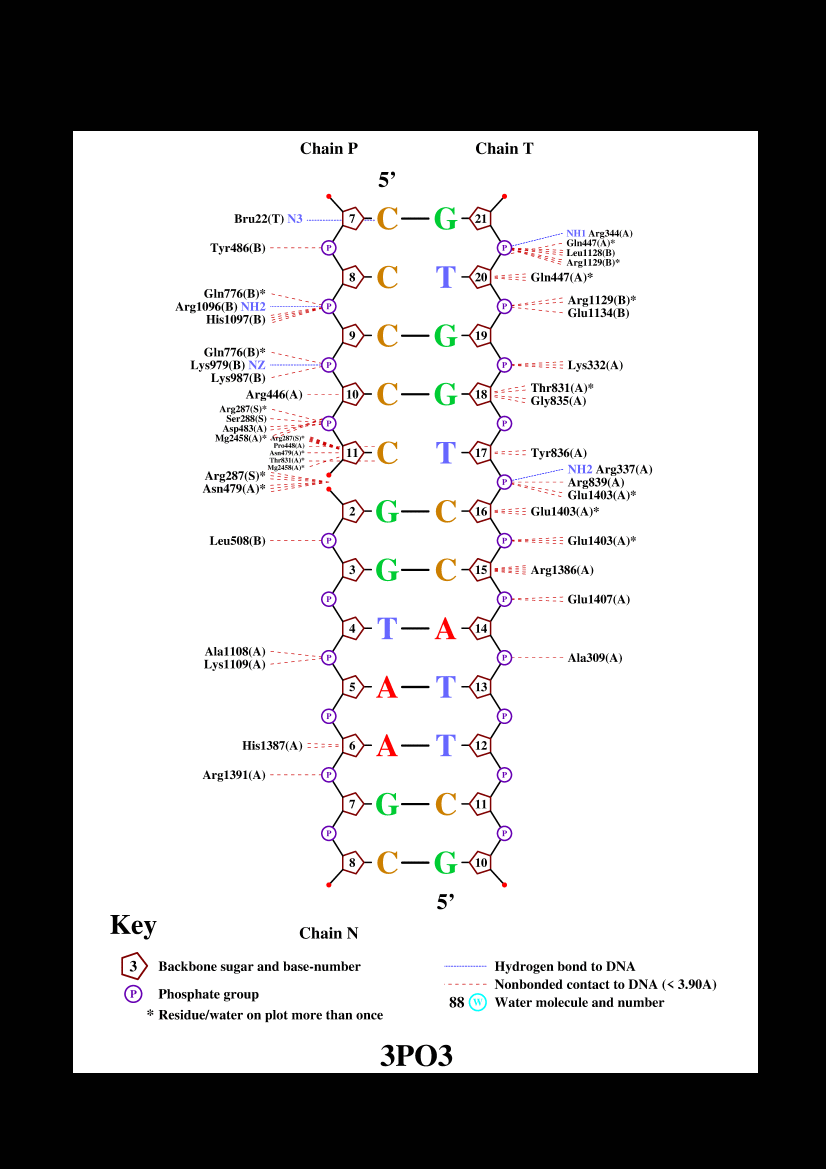 Chain P Chain T
5’
Bru22(T) N3 7 C G 21
Tyr486(B) P P NH1 Arg344(A)
Gln447(A)*
Leu1128(B)
Arg1129(B)*
8 C T 20 Gln447(A)*
Gln776(B)*
Arg1096(B) NH2 P P Arg1129(B)*
His1097(B) Glu1134(B)
9 C G 19
Gln776(B)*
Lys979(B) NZ P P Lys332(A)
Lys987(B)
Arg446(A) 10 C G 18 Thr831(A)*
Gly835(A)
Arg287(S)*
Ser288(S) P P
Asp483(A)
Mg2458(A)*
Arg287(S)*
Pro448(A)
Asn479(A)* 11 C T 17 Tyr836(A)
Thr831(A)*
Mg2458(A)*
Arg287(S)*
Asn479(A)*
P NH2 Arg337(A)
Arg839(A)
Glu1403(A)*
2 G C 16 Glu1403(A)*
Leu508(B) P P Glu1403(A)*
3 G C 15 Arg1386(A)
P P Glu1407(A)
4 T A 14
Ala1108(A) P P Ala309(A)
Lys1109(A)
5 A T 13
P P
His1387(A) 6 A T 12
Arg1391(A) P P
7 G C 11
P P
8 C G 10
5’
Key
Chain N
3 Backbone sugar and base-number
P Phosphate group
* Residue/water on plot more than once
Hydrogen bond to DNA
Nonbonded contact to DNA (< 3.90A)
88 W Water molecule and number
3PO3